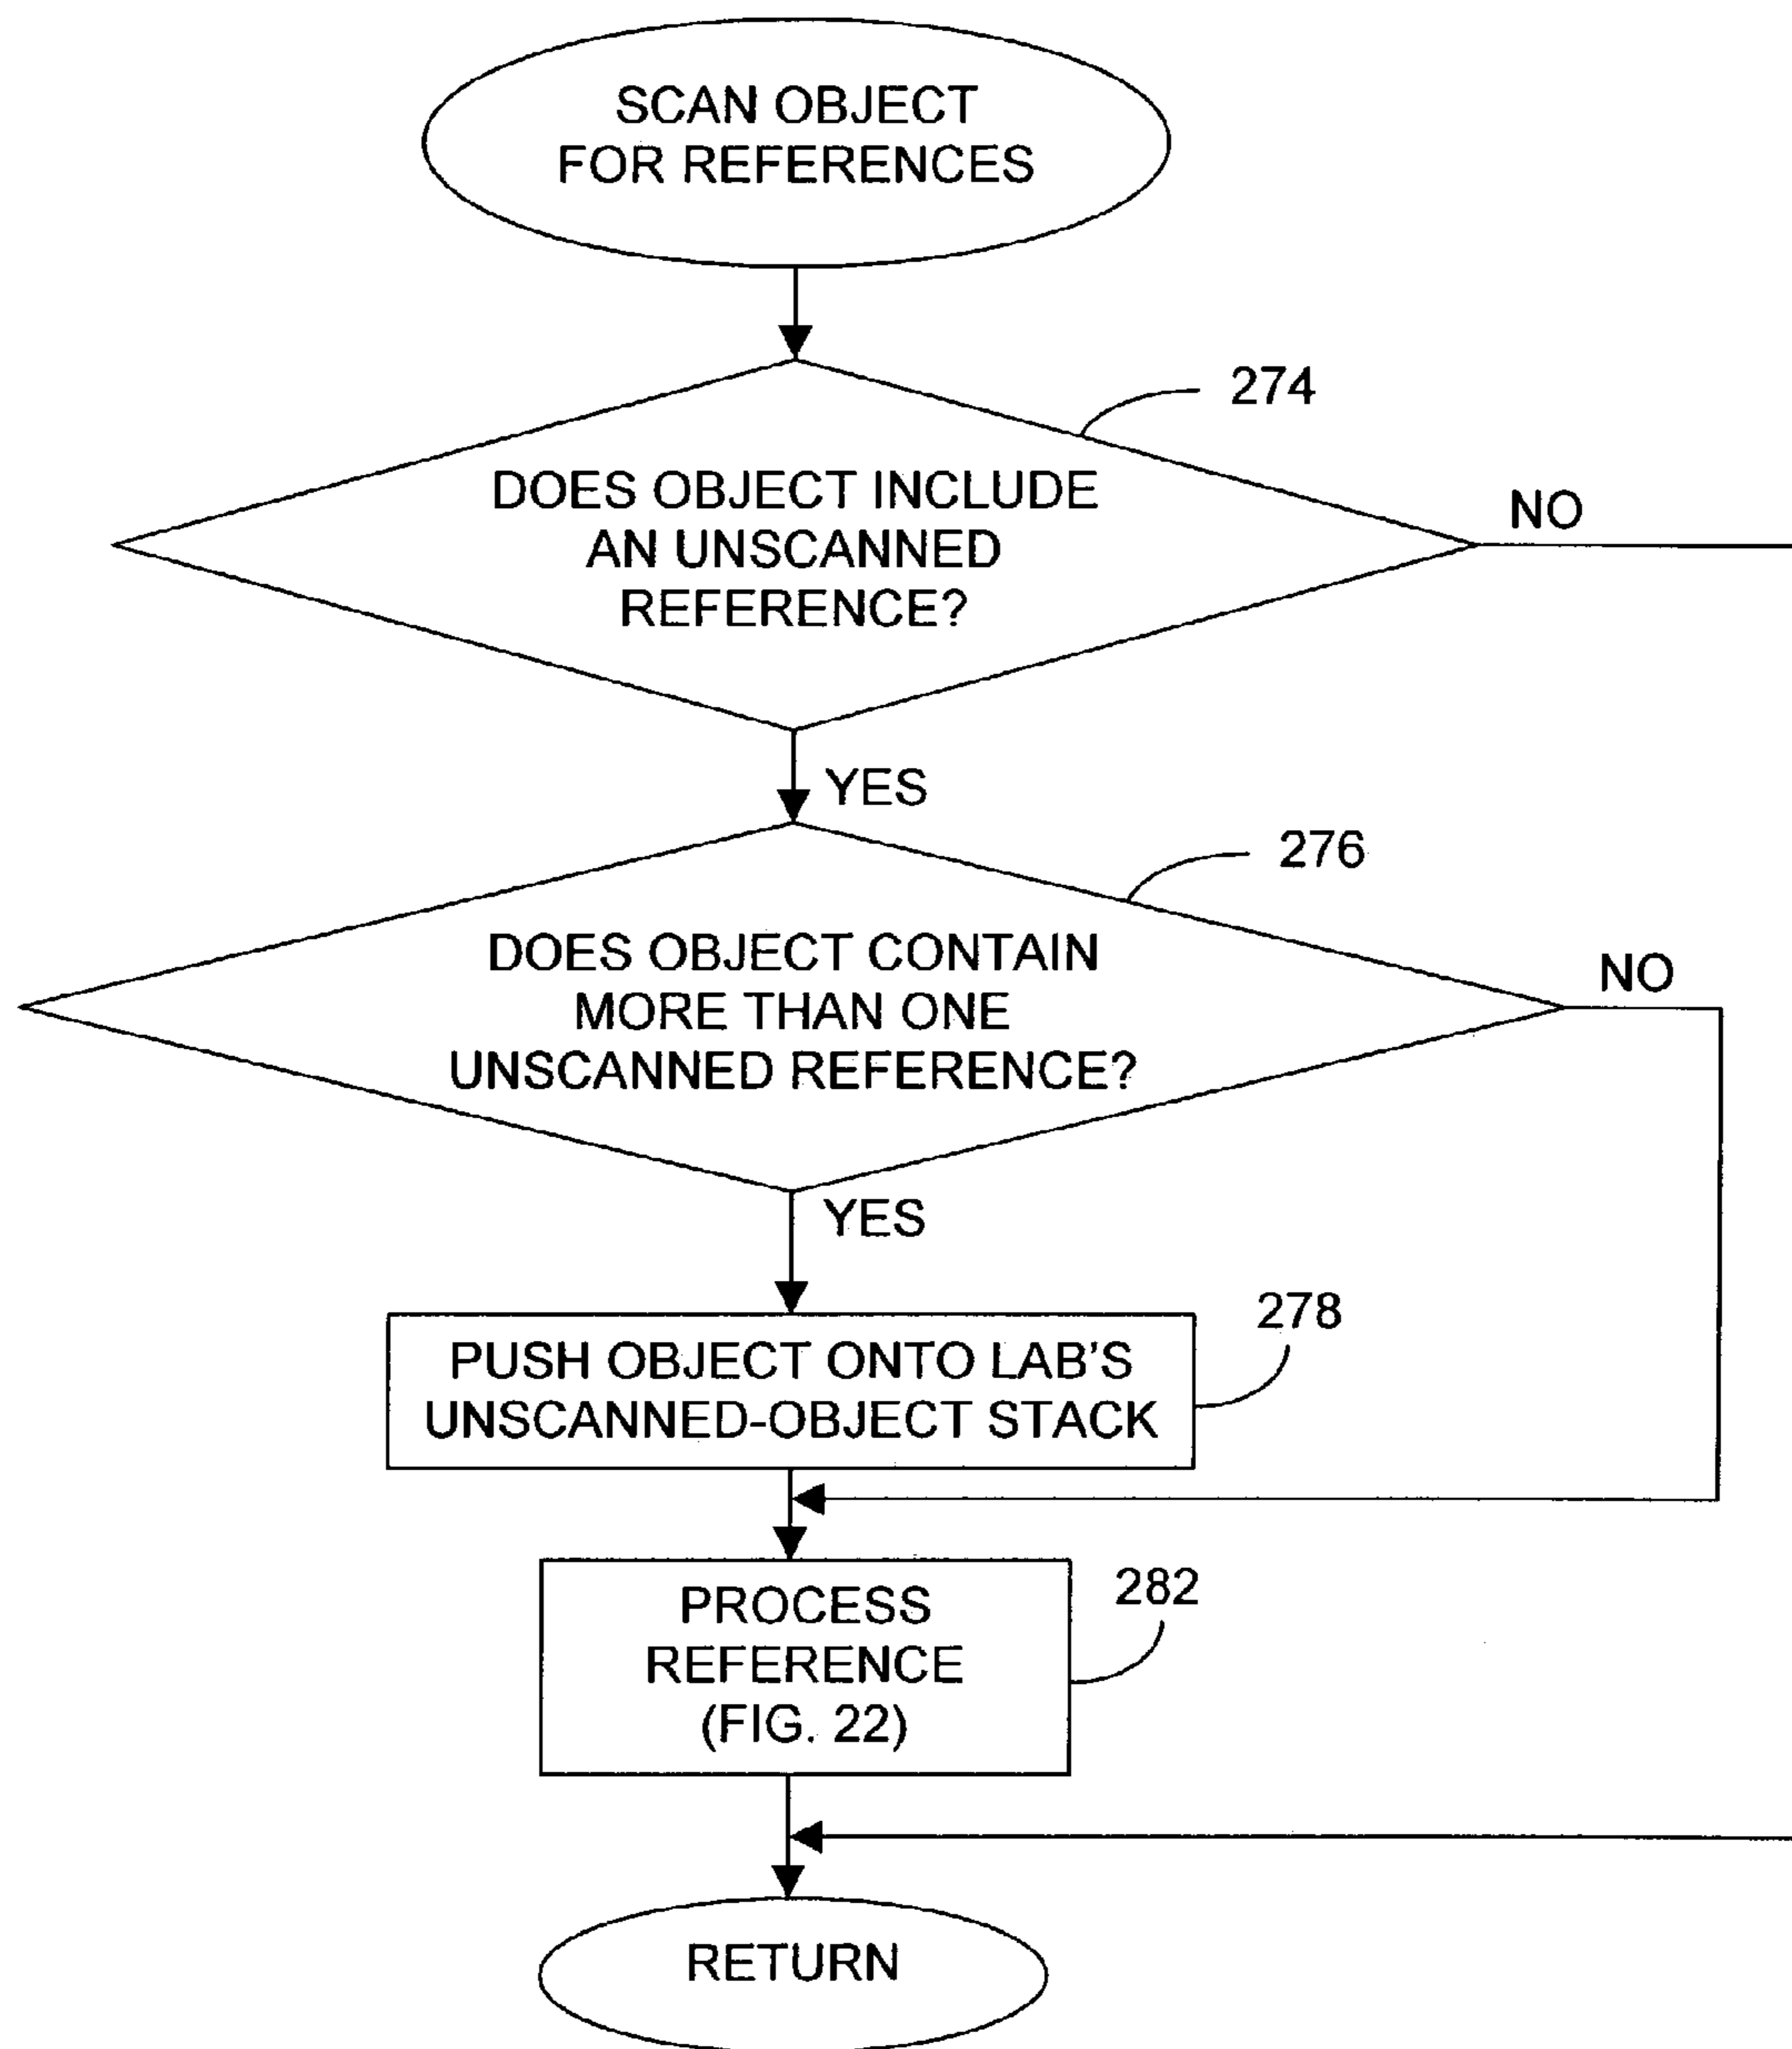 SCAN OBJECT
FOR REFERENCES
274
DOES OBJECT INCLUDE
AN UNSCANNED
REFERENCE?
NO
YES
276
DOES OBJECT CONTAIN
MORE THAN ONE
UNSCANNED REFERENCE?
NO
YES
278
PUSH OBJECT ONTO LAB'S
UNSCANNED-OBJECT STACK
282
PROCESS
REFERENCE
(FIG. 22)
RETURN